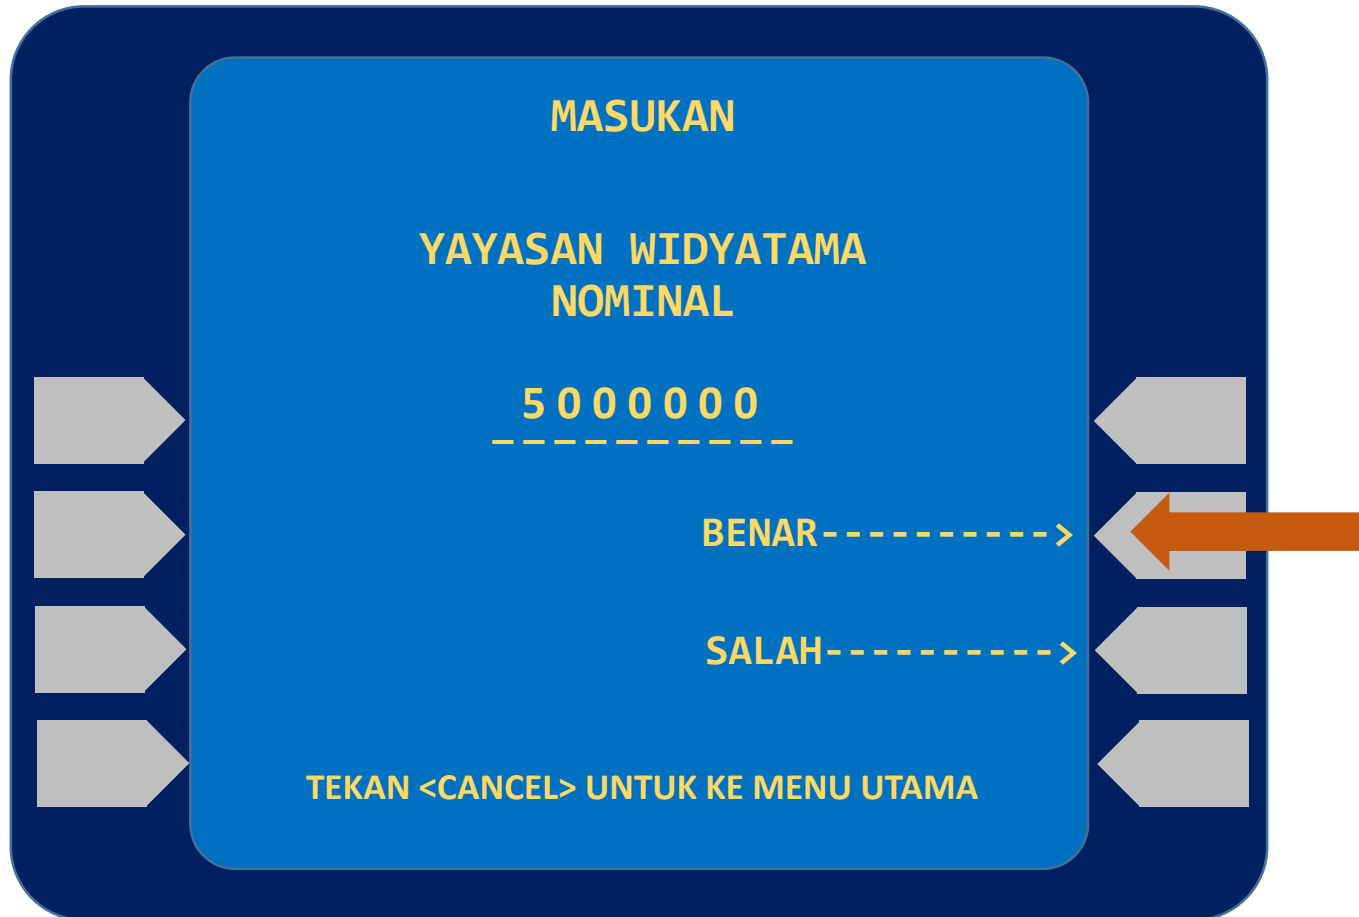 MASUKAN
YAYASAN WIDYATAMA
NOMINAL
5000000
----------
BENAR---------->
SALAH---------->
TEKAN <CANCEL> UNTUK KE MENU UTAMA